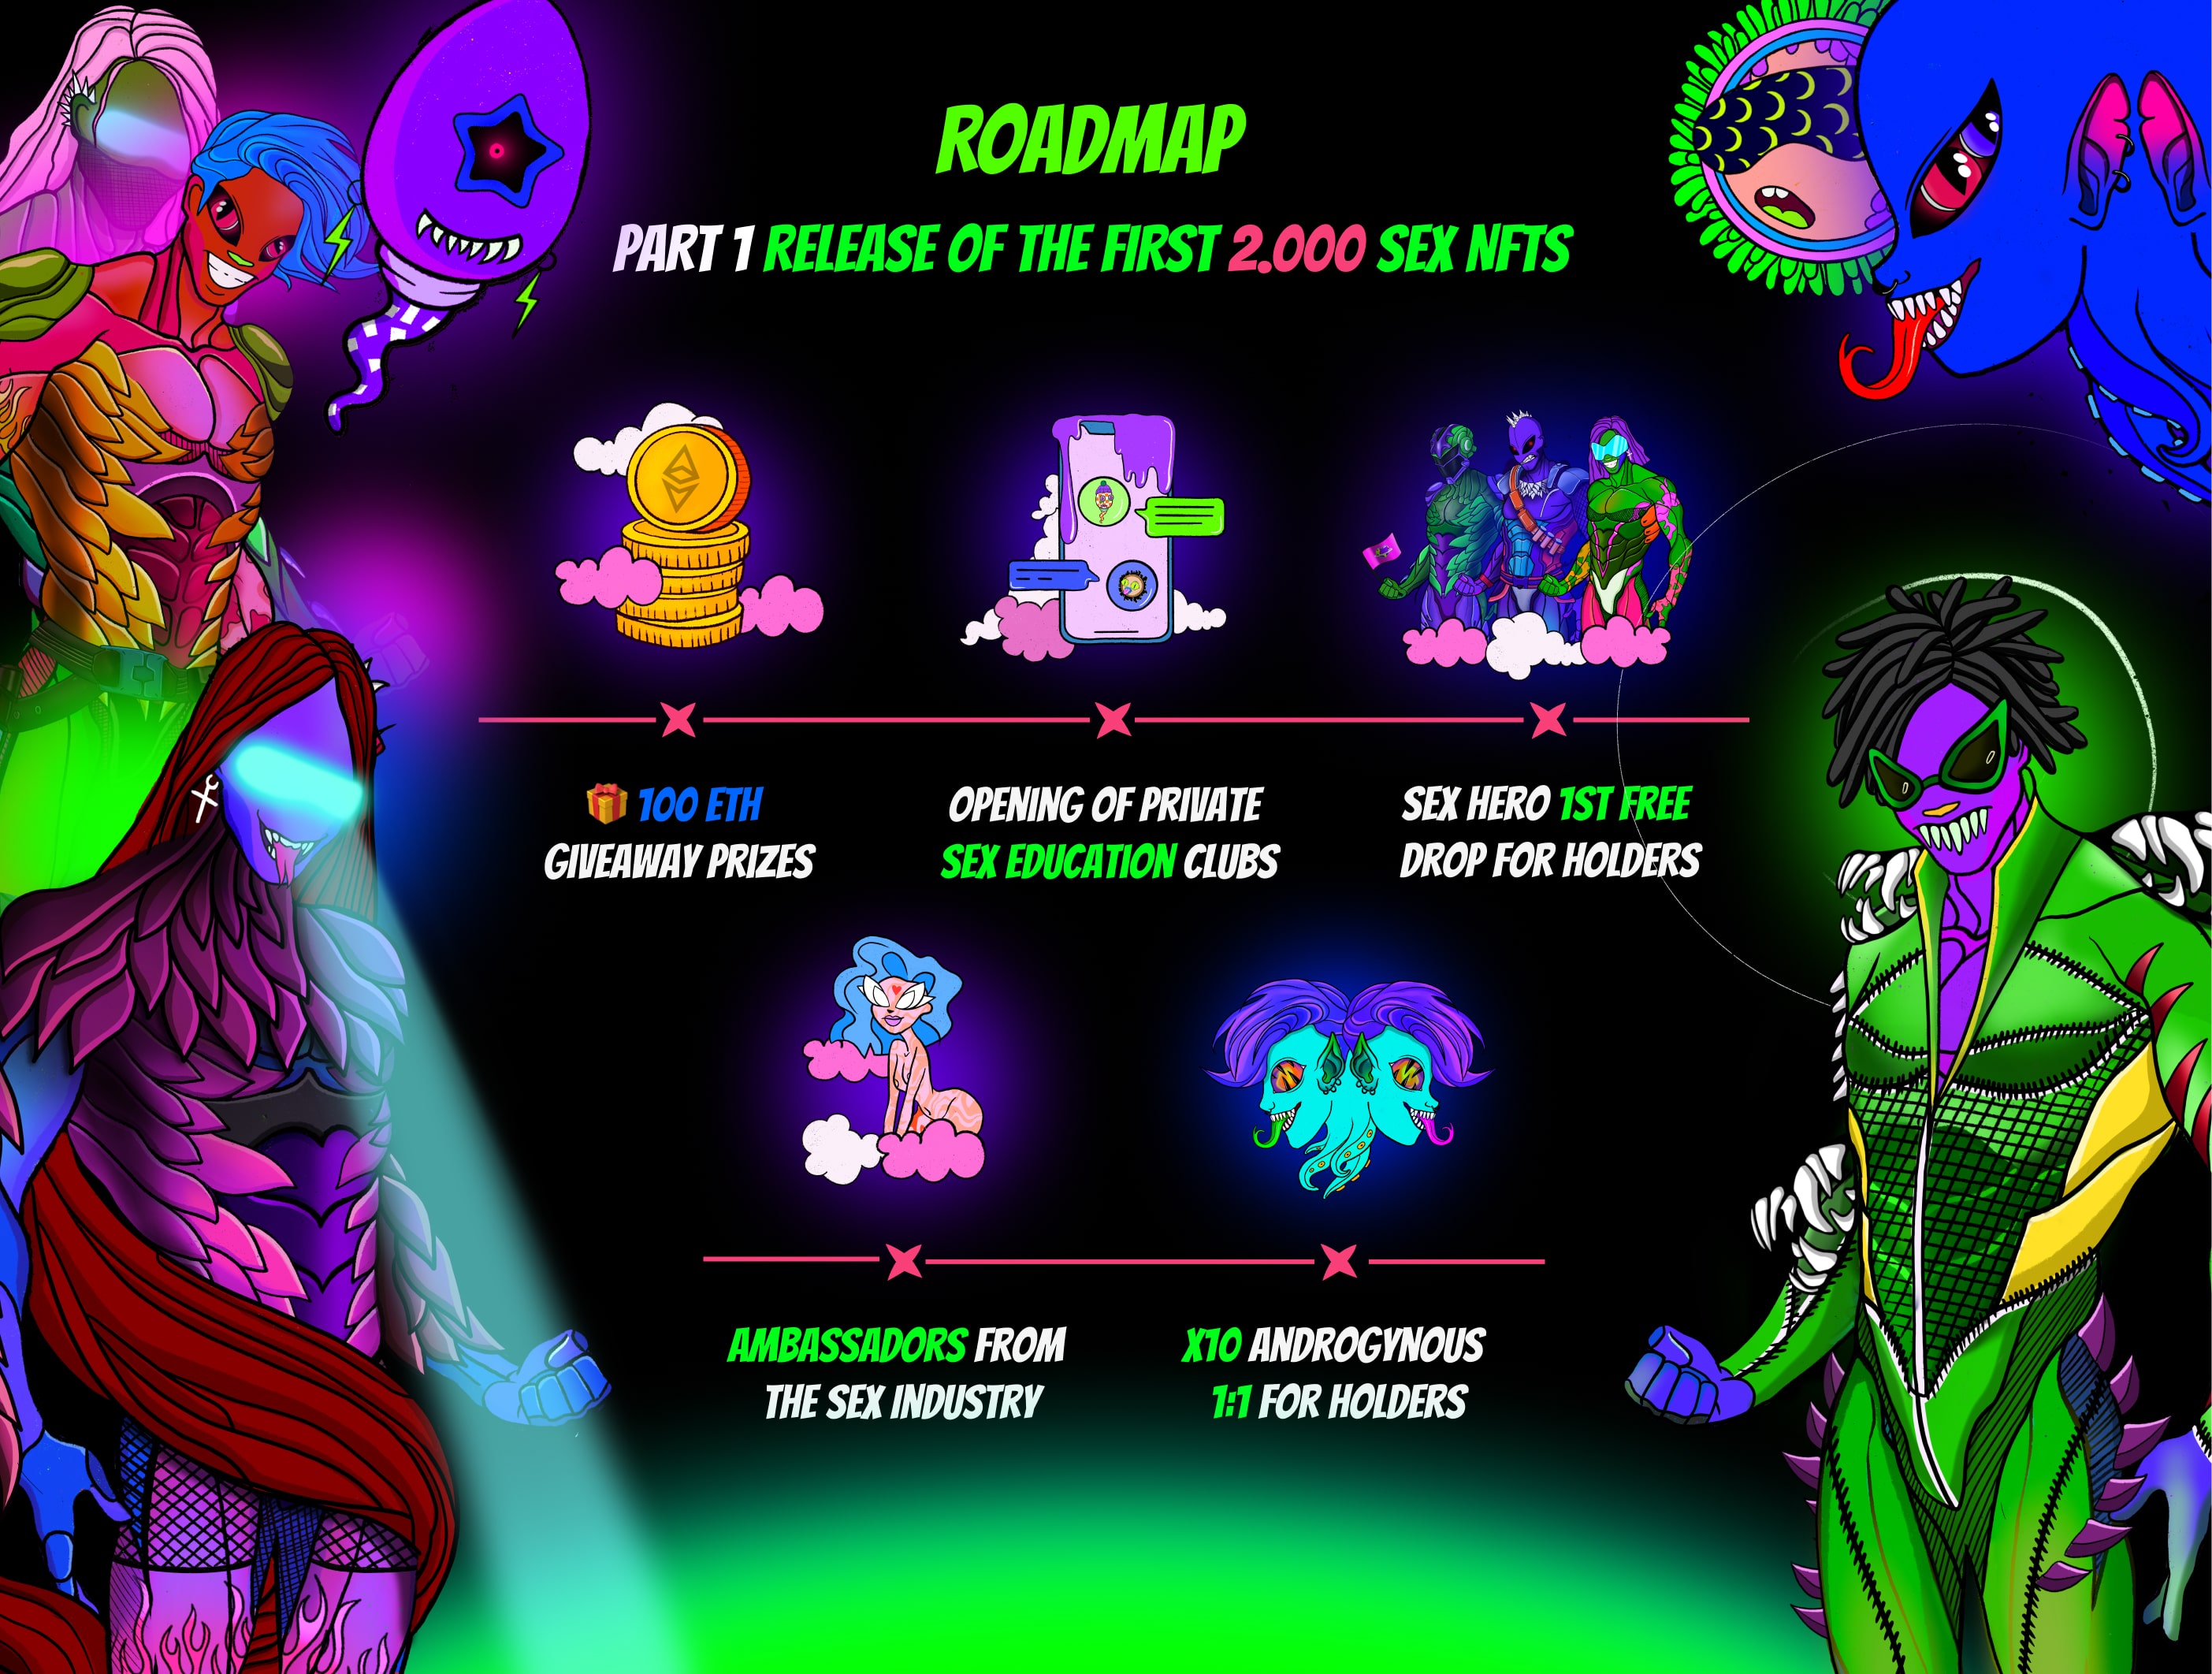 ROADMAP
PART 1 RELEASE OF THE FIRST 2.000 SEX NFTS
100 ETH
GIVEAWAY PRIZES
OPENING OF PRIVATE
SEX EDUCATION CLUBS
SEX HERO 1ST FREE
DROP FOR HOLDERS
AMBASSADORS FROM
THE SEX INDUSTRY
X10 ANDROGYNOUS
1:1 FOR HOLDERS